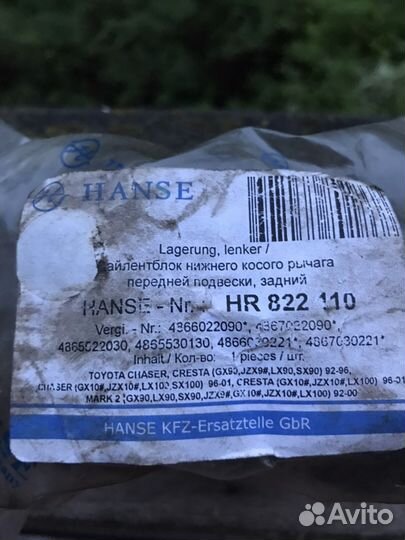 HANSE
Lagerung, lenker /
айлентблок нижнего косого рычага
передней подвески, задний
HANSE - Nr. : HR 822 110
Vergl. - Nr.: 4866022090*, 4867022090*,
4865522030, 4855530130, 4866039221*, 4867030221*
Inhalt / Кол-во: 1 pieces / шт.
TOYOTA CHASER, CRESTA (GX90,JZX9#,LX90,SX90) 92-96,
CHASER (GX10#,JZX10#,LX100,SX100) 96-01, CRESTA (GX10#,JZX10#,LX100) 96-01
MARK 2 (GX90,LX90,SX90,JZX9#,GX10#,JZX10#,LX100) 92-00
HANSE KFZ-Ersatzteile GbR
Avito